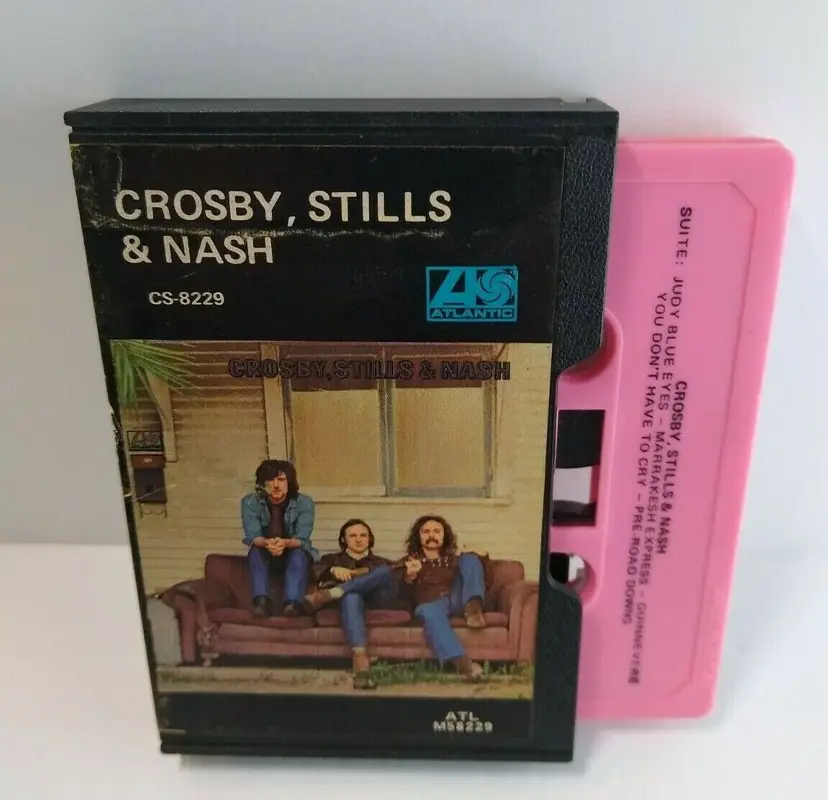 CROSBY, STILLS
& NASH
CS-8229
ATLANTIC
CROSBY, STILLS & NASH
ATL
M58229
CROSBY, STILLS & NASH
SUITE: JUDY BLUE EYES – MARRAKESH EXPRESS – GUINNEVERE
YOU DON'T HAVE TO CRY – PRE-ROAD DOWNS